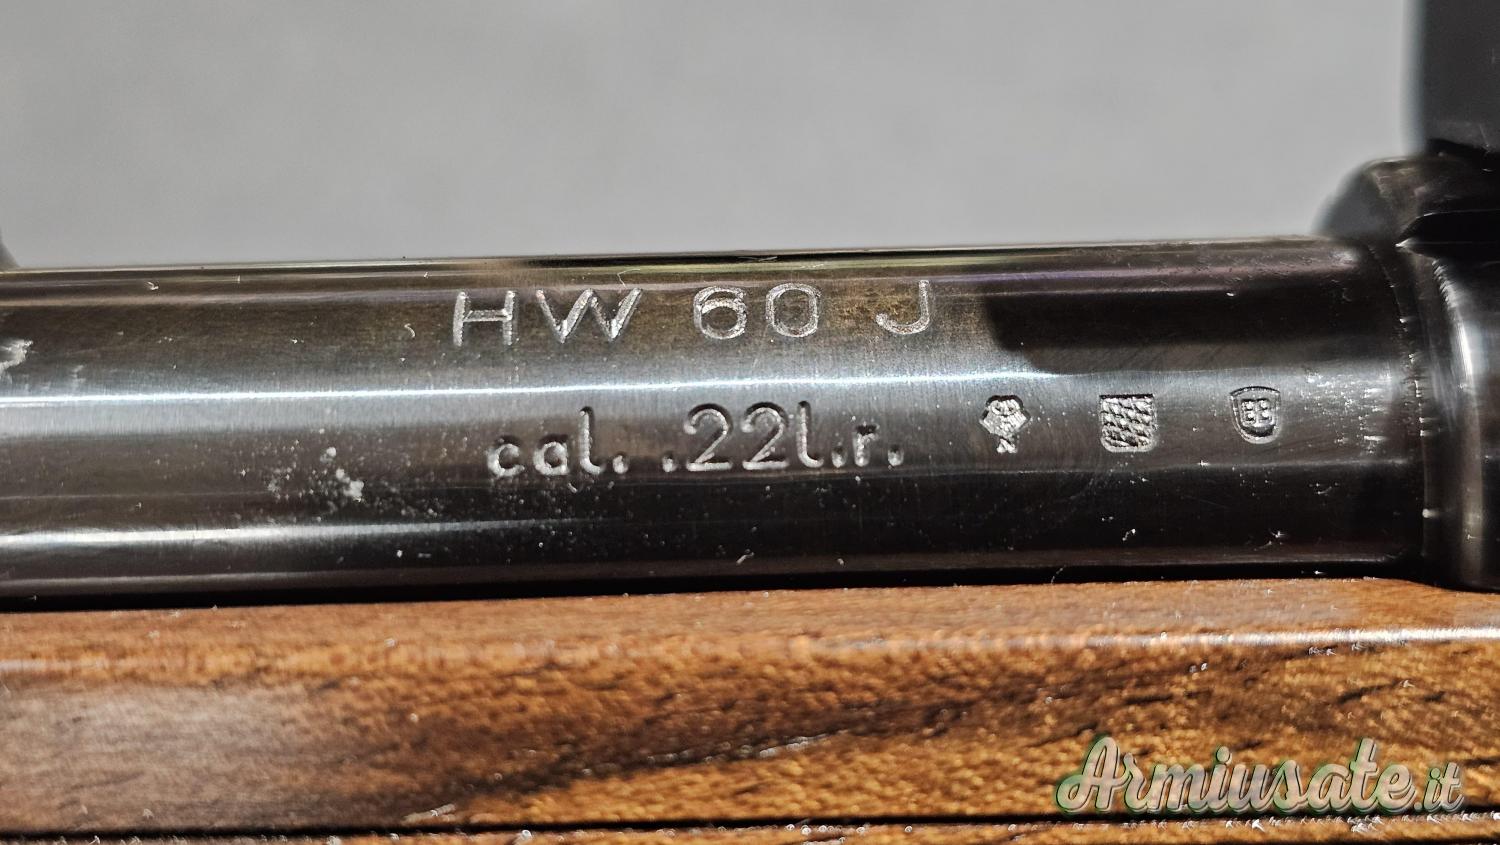 HW 60 J
cal. .22l.r.
Armiusate.it